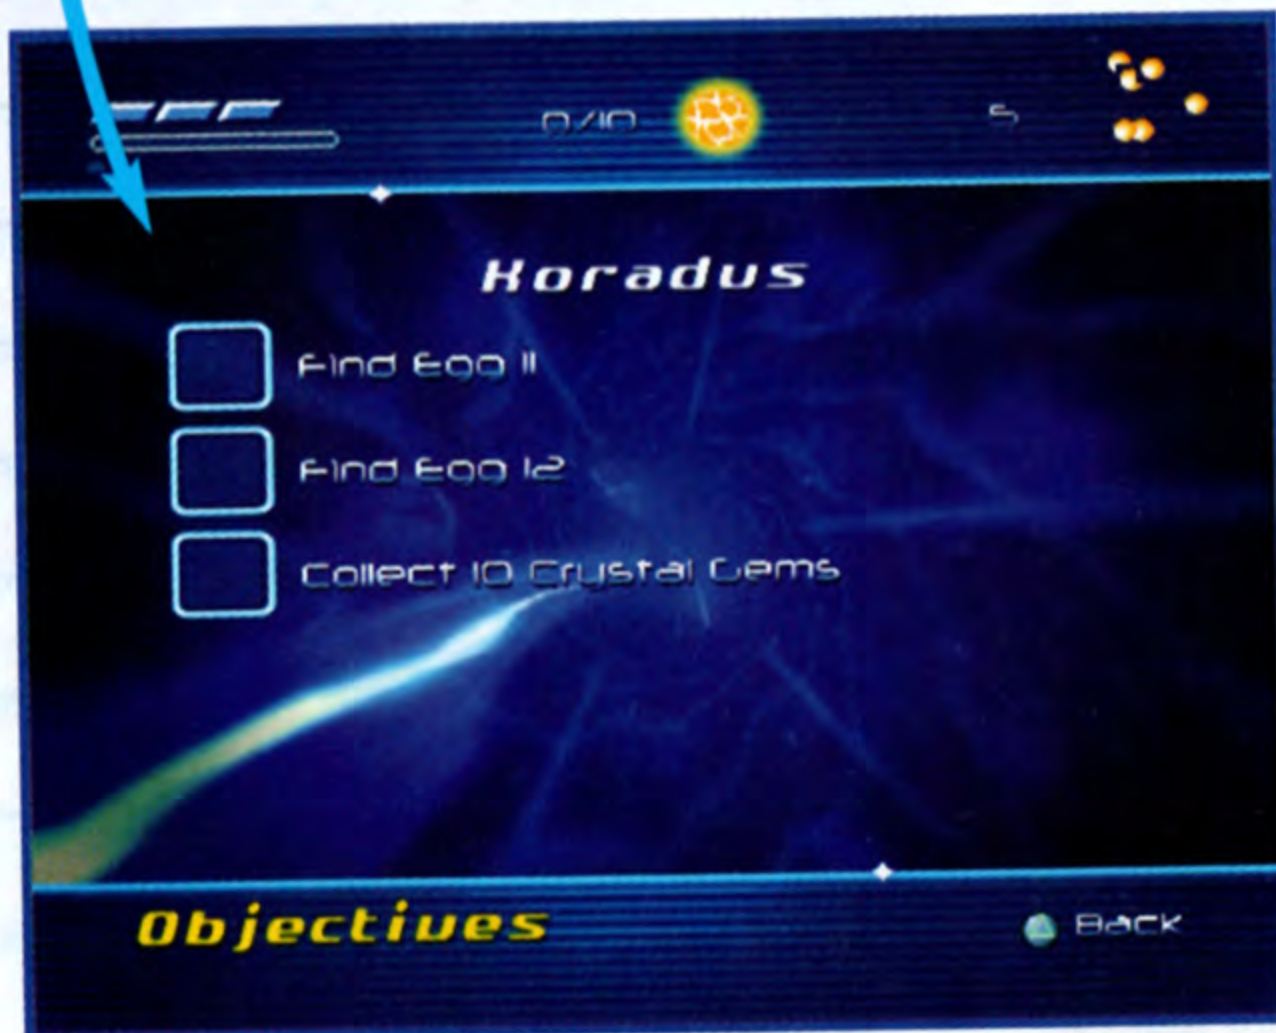 0/10
5
Koradus
Find Egg 11
Find Egg 12
Collect 10 Crystal Gems
Objectives
Back